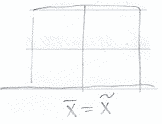 x̄ = x̃